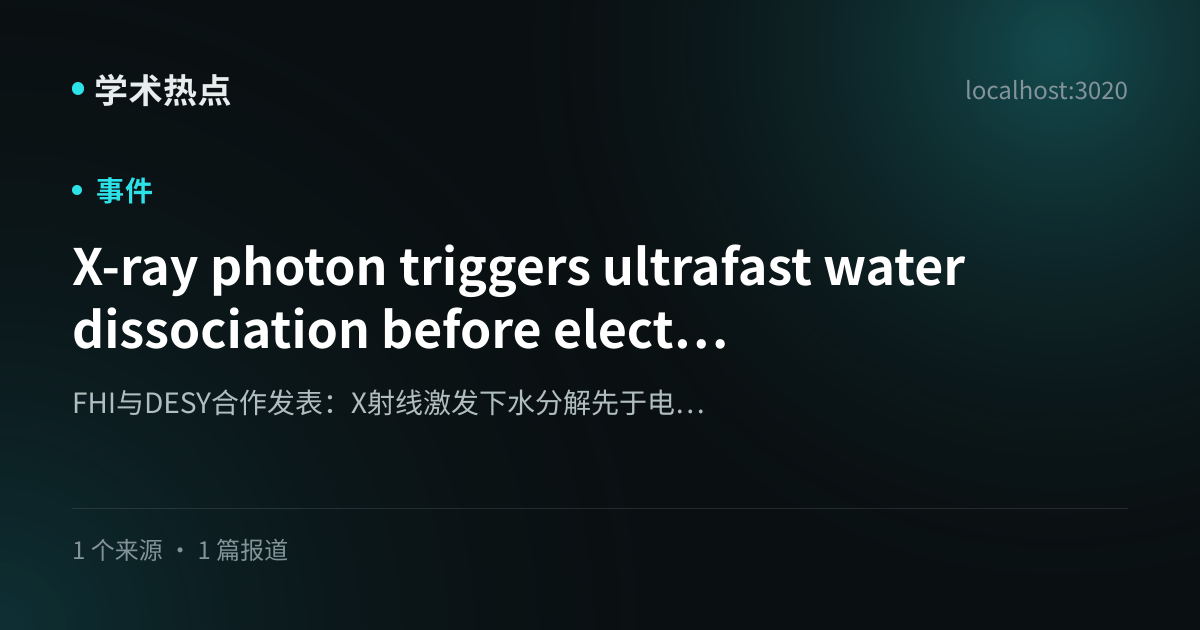 学术热点
localhost:3020
事件
X-ray photon triggers ultrafast water
dissociation before elect…
FHI与DESY合作发表：X射线激发下水分解先于电…
1 个来源 · 1 篇报道